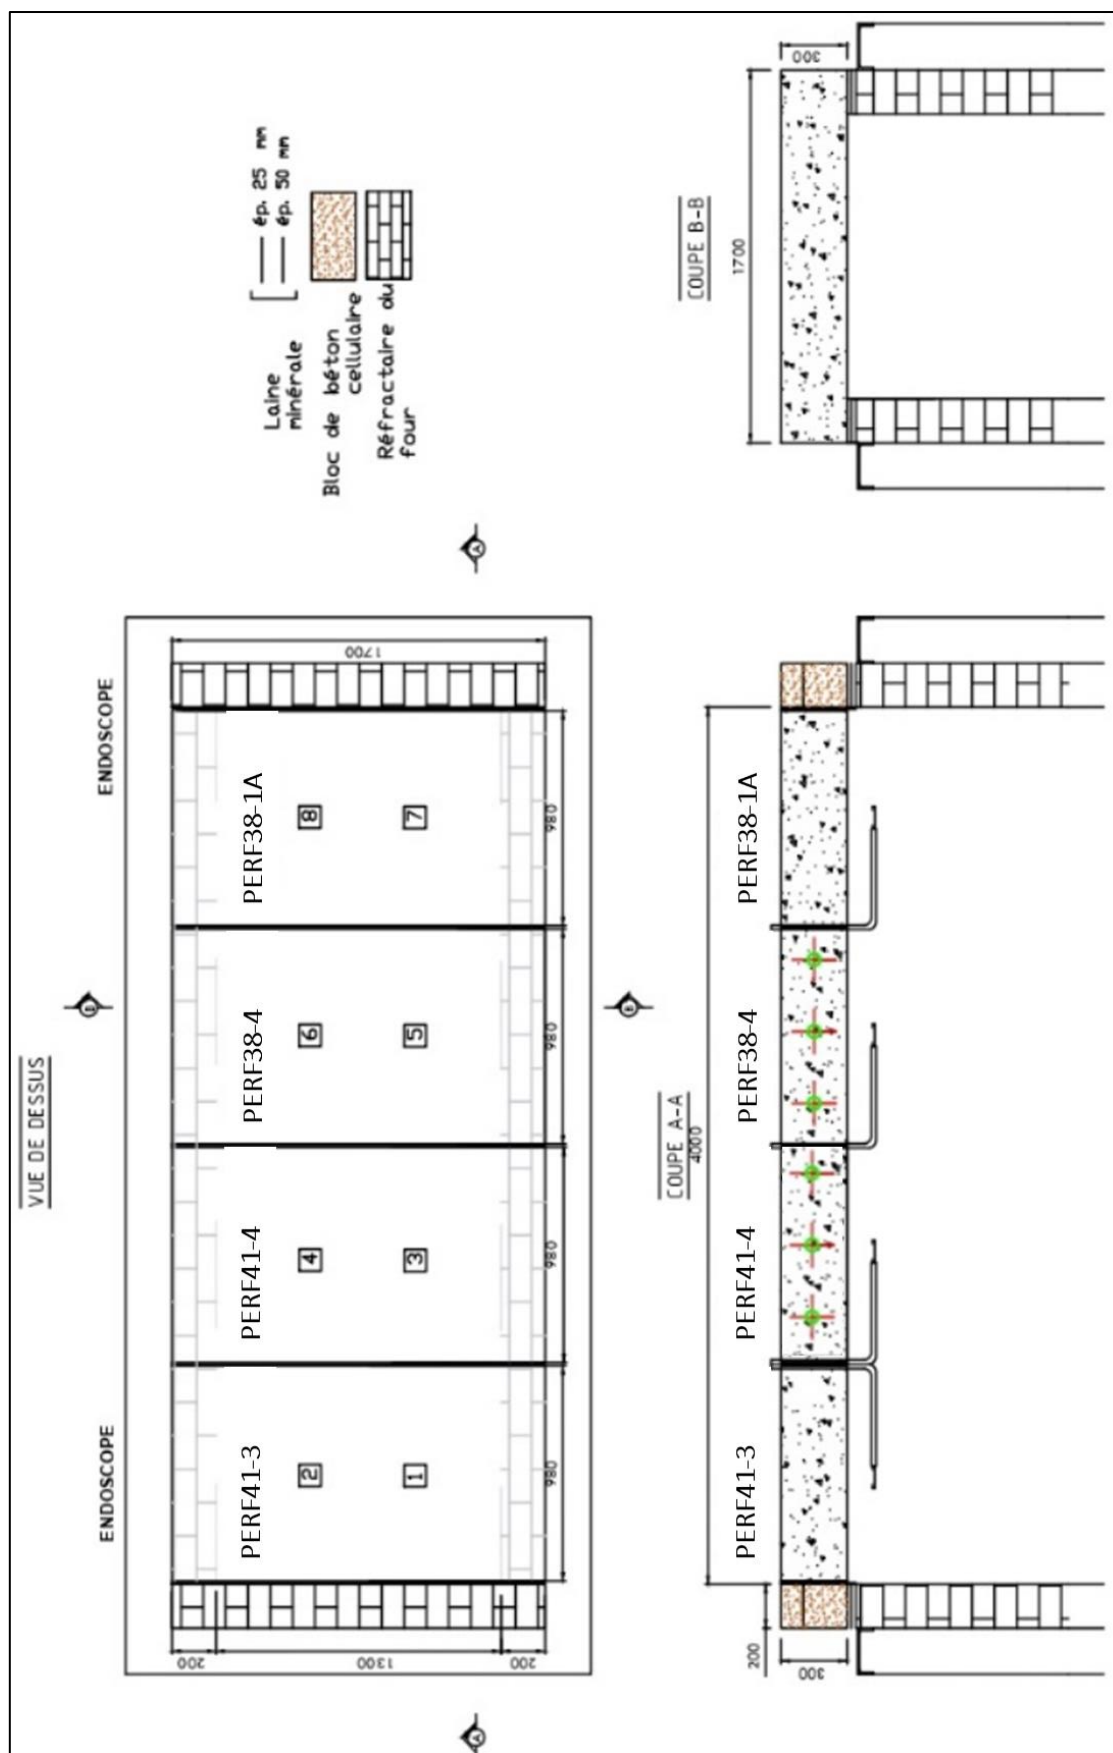 VUE DE DESSUS
B
ENDOSCOPE
ENDOSCOPE
PERF41-3
PERF41-4
PERF38-4
PERF38-1A
2
4
6
8
1
3
5
7
200
1300
200
1700
980
980
980
980
A
A
B
Laine
minérale
ép. 25 mm
ép. 50 mm
Bloc de béton
cellulaire
Réfractaire du
four
COUPE A-A
4000
PERF41-3
PERF41-4
PERF38-4
PERF38-1A
200
300
COUPE B-B
1700
300